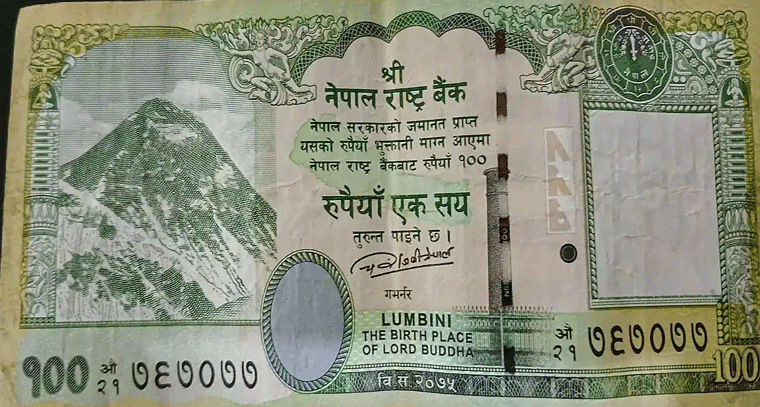 श्री
नेपाल राष्ट्र बैंक
नेपाल सरकारको जमानत प्राप्त
यसको रुपैयाँ भुक्तानी माग्न आएमा
नेपाल राष्ट्र बैंकबाट रुपैयाँ १००
रुपैयाँ एक सय
तुरुन्त पाइने छ।
गभर्नर
LUMBINI
THE BIRTH PLACE
OF LORD BUDDHA
१००
औ
२१ ७६७०७७
औ
२१ ७६७०७७
100
वि.सं.२०७५